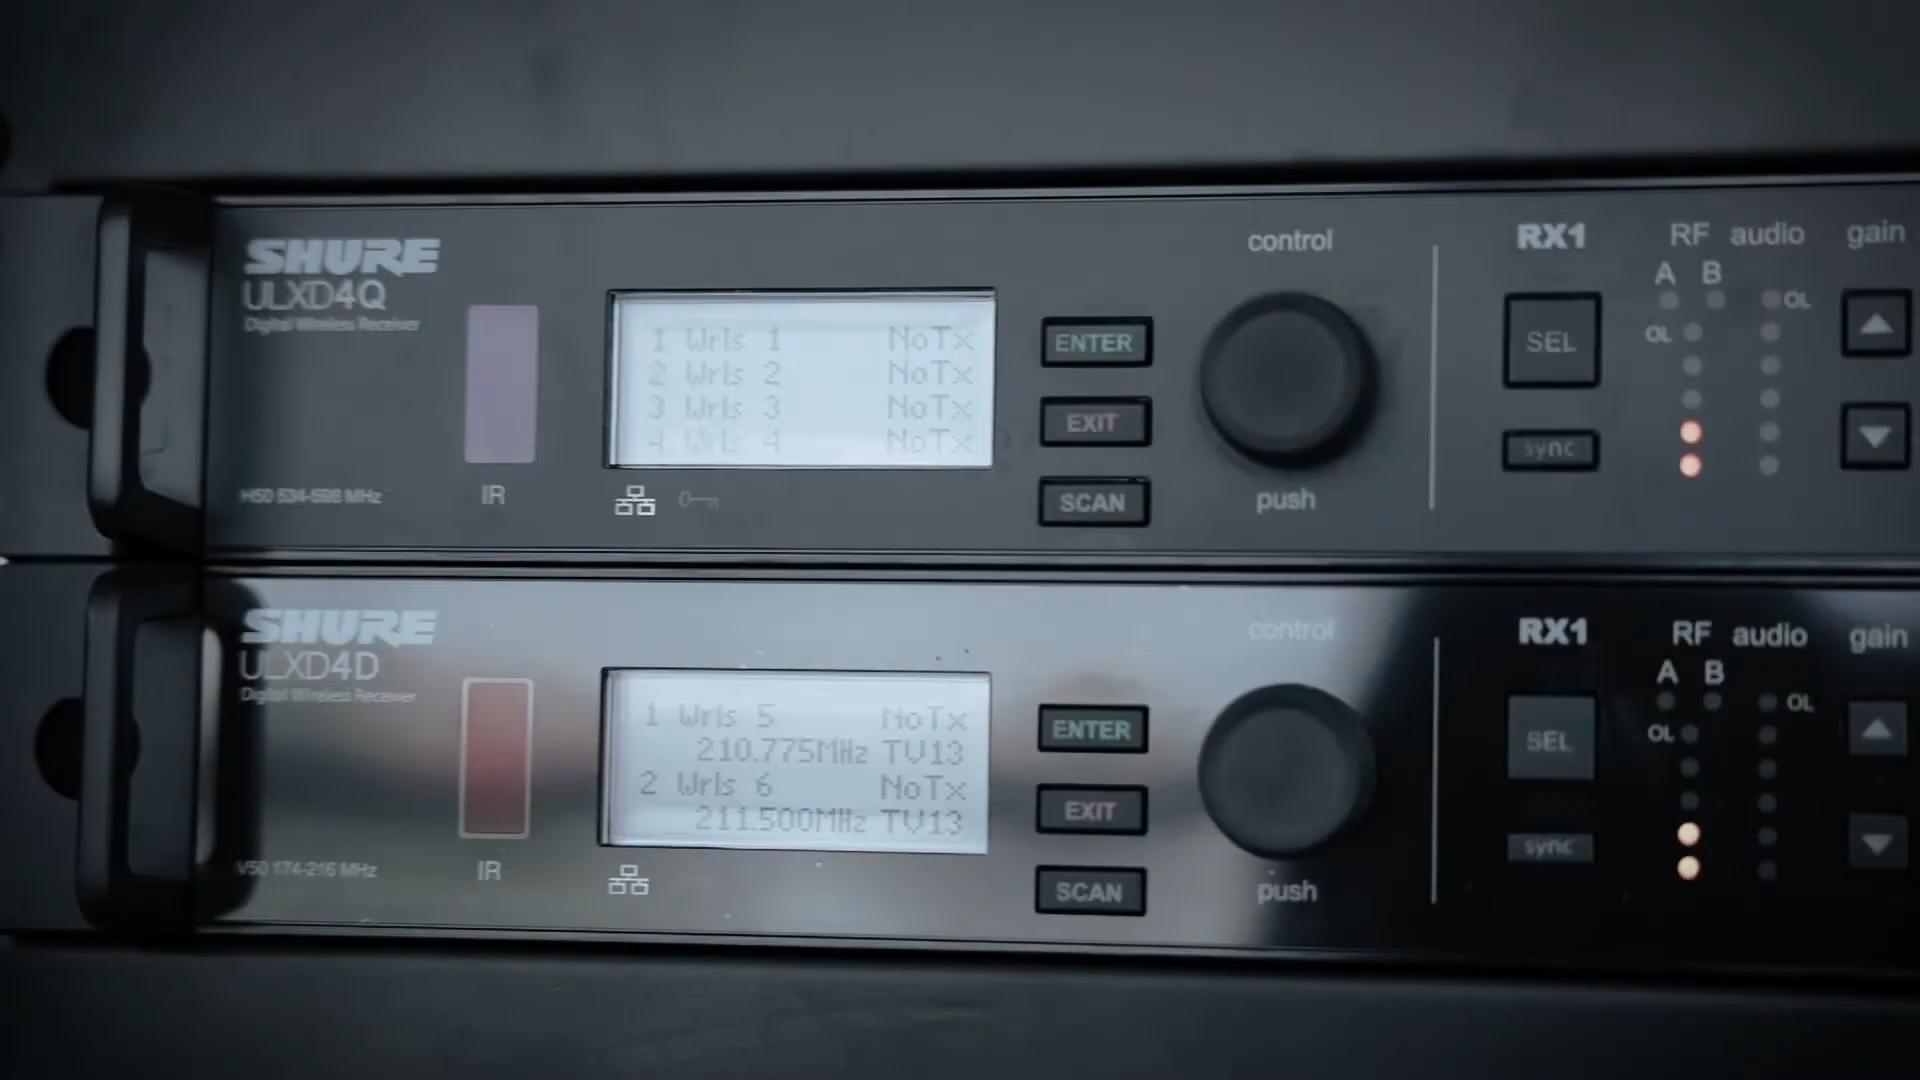 SHURE
ULXD4Q
Digital Wireless Receiver
H50 534-598 MHz
IR
1 Wrls 1 NoTx
2 Wrls 2 NoTx
3 Wrls 3 NoTx
4 Wrls 4 NoTx
ENTER
EXIT
SCAN
control
push
RX1
SEL
sync
RF audio gain
A B
OL
OL
SHURE
ULXD4D
Digital Wireless Receiver
V50 174-216 MHz
IR
1 Wrls 5 NoTx
210.775MHz TV13
2 Wrls 6 NoTx
211.500MHz TV13
ENTER
EXIT
SCAN
control
push
RX1
SEL
sync
RF audio gain
A B
OL
OL